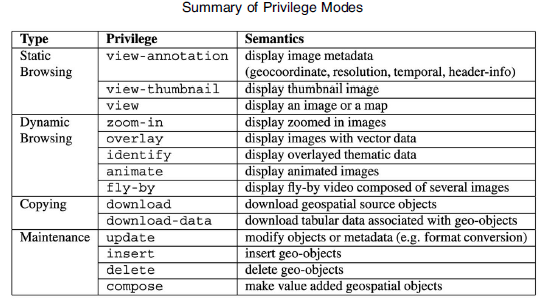 Summary of Privilege Modes
Type Privilege Semantics
Static view-annotation display image metadata
Browsing (geocoordinate, resolution, temporal, header-info)
view-thumbnail display thumbnail image
view display an image or a map
Dynamic zoom-in display zoomed in images
Browsing overlay display images with vector data
identify display overlayed thematic data
animate display animated images
fly-by display fly-by video composed of several images
Copying download download geospatial source objects
download-data download tabular data associated with geo-objects
Maintenance update modify objects or metadata (e.g. format conversion)
insert insert geo-objects
delete delete geo-objects
compose make value added geospatial objects